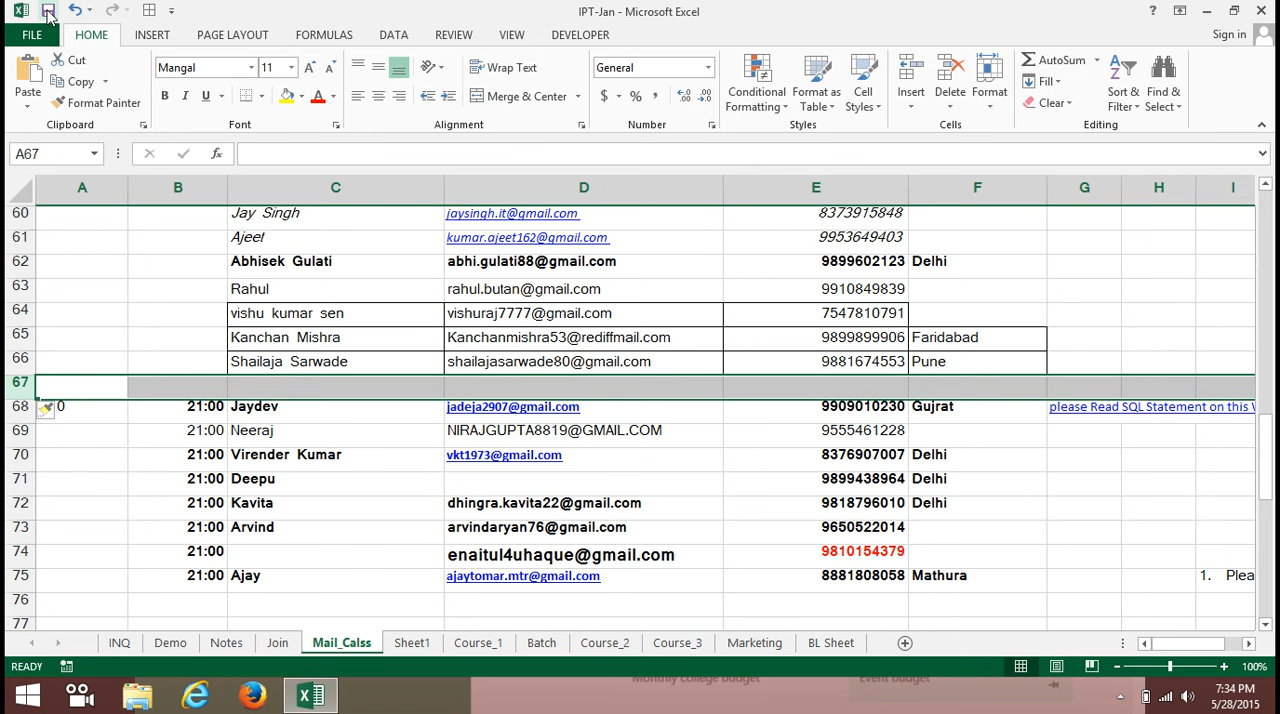 IPT-Jan - Microsoft Excel
FILE HOME INSERT PAGE LAYOUT FORMULAS DATA REVIEW VIEW DEVELOPER Sign in
Paste Cut Copy Format Painter Clipboard
Mangal 11 B I U A Font
Wrap Text Merge & Center Alignment
General $ % , Number
Conditional Formatting Format as Table Cell Styles Styles
Insert Delete Format Cells
AutoSum Fill Clear Sort & Filter Find & Select Editing
A67 fx
A B C D E F G H I
60 Jay Singh jaysingh.it@gmail.com 8373915848
61 Ajeet kumar.ajeet162@gmail.com 9953649403
62 Abhisek Gulati abhi.gulati88@gmail.com 9899602123 Delhi
63 Rahul rahul.butan@gmail.com 9910849839
64 vishu kumar sen vishuraj7777@gmail.com 7547810791
65 Kanchan Mishra Kanchanmishra53@rediffmail.com 9899899906 Faridabad
66 Shailaja Sarwade shailajasarwade80@gmail.com 9881674553 Pune
67
68 0 21:00 Jaydev jadeja2907@gmail.com 9909010230 Gujrat please Read SQL Statement on this W
69 21:00 Neeraj NIRAJGUPTA8819@GMAIL.COM 9555461228
70 21:00 Virender Kumar vkt1973@gmail.com 8376907007 Delhi
71 21:00 Deepu 9899438964 Delhi
72 21:00 Kavita dhingra.kavita22@gmail.com 9818796010 Delhi
73 21:00 Arvind arvindaryan76@gmail.com 9650522014
74 21:00 enaitul4uhaque@gmail.com 9810154379
75 21:00 Ajay ajaytomar.mtr@gmail.com 8881808058 Mathura 1. Plea
76
77
INQ Demo Notes Join Mail_Calss Sheet1 Course_1 Batch Course_2 Course_3 Marketing BL Sheet
READY 100%
Monthly college budget Event budget
7:34 PM
5/28/2015